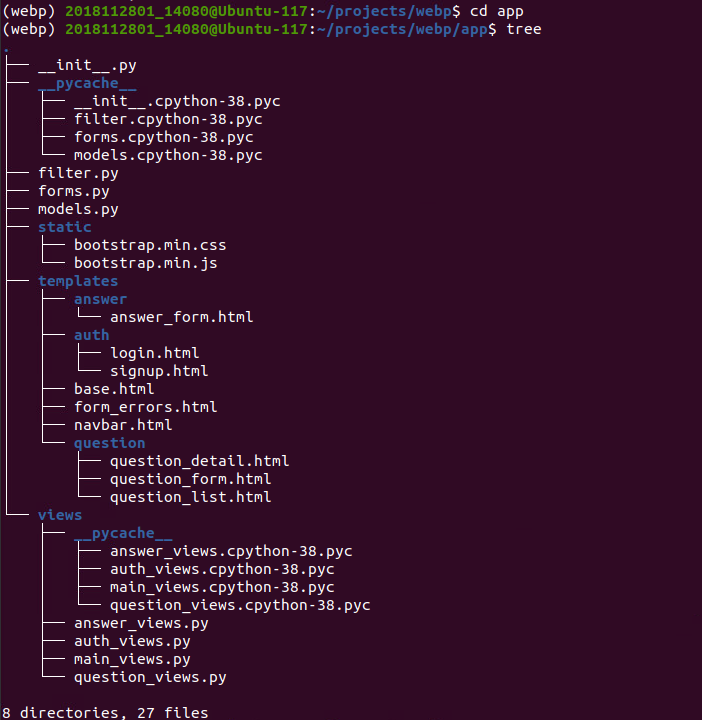 (webp) 2018112801_14080@Ubuntu-117:~/projects/webp$ cd app
(webp) 2018112801_14080@Ubuntu-117:~/projects/webp/app$ tree
.
├── __init__.py
├── __pycache__
│   ├── __init__.cpython-38.pyc
│   ├── filter.cpython-38.pyc
│   ├── forms.cpython-38.pyc
│   └── models.cpython-38.pyc
├── filter.py
├── forms.py
├── models.py
├── static
│   ├── bootstrap.min.css
│   └── bootstrap.min.js
├── templates
│   ├── answer
│   │   └── answer_form.html
│   ├── auth
│   │   ├── login.html
│   │   └── signup.html
│   ├── base.html
│   ├── form_errors.html
│   ├── navbar.html
│   └── question
│       ├── question_detail.html
│       ├── question_form.html
│       └── question_list.html
└── views
    ├── __pycache__
    │   ├── answer_views.cpython-38.pyc
    │   ├── auth_views.cpython-38.pyc
    │   ├── main_views.cpython-38.pyc
    │   └── question_views.cpython-38.pyc
    ├── answer_views.py
    ├── auth_views.py
    ├── main_views.py
    └── question_views.py

8 directories, 27 files